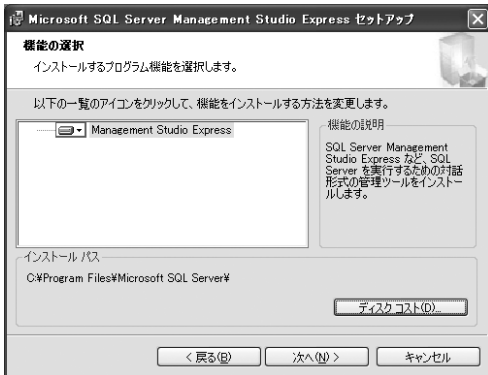 Microsoft SQL Server Management Studio Express セットアップ
機能の選択
インストールするプログラム機能を選択します。
以下の一覧のアイコンをクリックして、機能をインストールする方法を変更します。
Management Studio Express
機能の説明
SQL Server Management
Studio Express など、SQL
Server を実行するための対話
形式の管理ツールをインストー
ルします。
インストール パス
C:¥Program Files¥Microsoft SQL Server¥
ディスク コスト(D)...
< 戻る(B)
次へ(N) >
キャンセル